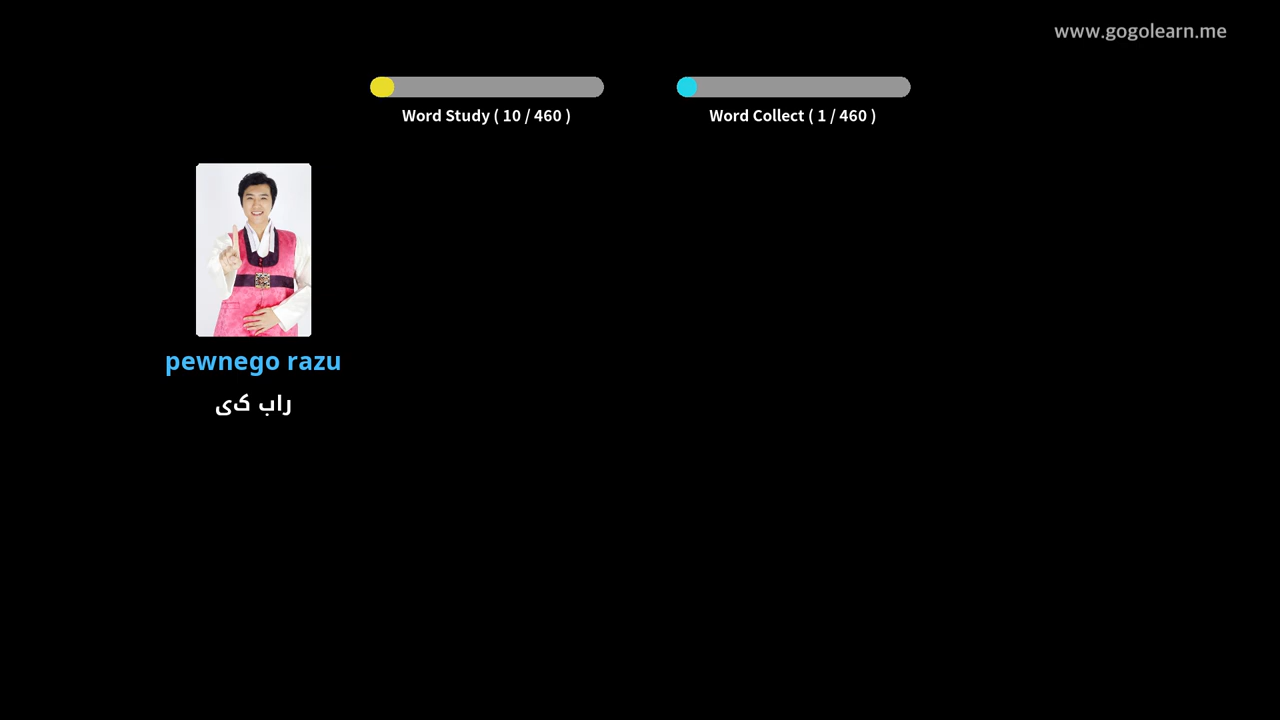 www.gogolearn.me
Word Study ( 10 / 460 )
Word Collect ( 1 / 460 )
pewnego razu
راب کی